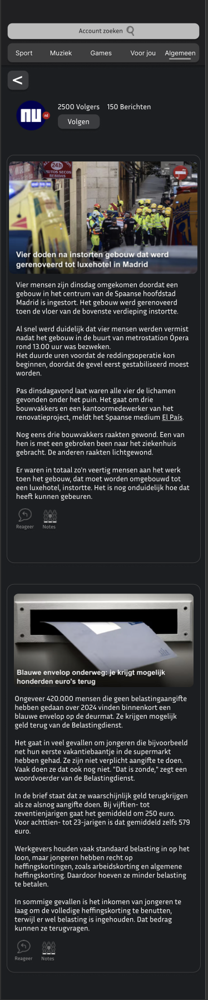 Account zoeken
Sport Muziek Games Voor jou Algemeen
<
2500 Volgers 150 Berichten
nu nl
Volgen
24h
AUTOS SECOS
BEBIDAS
Vier doden na instorten gebouw dat werd
gerenoveerd tot luxehotel in Madrid
Vier mensen zijn dinsdag omgekomen doordat een
gebouw in het centrum van de Spaanse hoofdstad
Madrid is ingestort. Het gebouw werd gerenoveerd
toen de vloer van de bovenste verdieping instortte.
Al snel werd duidelijk dat vier mensen werden vermist
nadat het gebouw in de buurt van metrostation Ópera
rond 13.00 uur was bezweken.
Het duurde uren voordat de reddingsoperatie kon
beginnen, doordat de gevel eerst gestabiliseerd moest
worden.
Pas dinsdagavond laat waren alle vier de lichamen
gevonden onder het puin. Het gaat om drie
bouwvakkers en een kantoormedewerker van het
renovatieproject, meldt het Spaanse medium El País.
Nog eens drie bouwvakkers raakten gewond. Een van
hen is met een gebroken been naar het ziekenhuis
gebracht. De anderen raakten lichtgewond.
Er waren in totaal zo'n veertig mensen aan het werk
toen het gebouw, dat moet worden omgebouwd tot
een luxehotel, instortte. Het is nog onduidelijk hoe dat
heeft kunnen gebeuren.
Reageer Notes
Blauwe envelop onderweg: je krijgt mogelijk
honderden euro's terug
Ongeveer 420.000 mensen die geen belastingaangifte
hebben gedaan over 2024 vinden binnenkort een
blauwe envelop op de deurmat. Ze krijgen mogelijk
geld terug van de Belastingdienst.
Het gaat in veel gevallen om jongeren die bijvoorbeeld
net hun eerste vakantiebaantje in de supermarkt
hebben gehad. Ze zijn niet verplicht aangifte te doen.
Vaak doen ze dat ook nog niet. "Dat is zonde," zegt een
woordvoerder van de Belastingdienst.
In de brief staat dat ze waarschijnlijk geld terugkrijgen
als ze alsnog aangifte doen. Bij vijftien- tot
zeventienjarigen gaat het gemiddeld om 250 euro.
Voor achttien- tot 23-jarigen is dat gemiddeld zelfs 579
euro.
Werkgevers houden vaak standaard belasting in op het
loon, maar jongeren hebben recht op
heffingskortingen, zoals arbeidskorting en algemene
heffingskorting. Daardoor hoeven ze minder belasting
te betalen.
In sommige gevallen is het inkomen van jongeren te
laag om de volledige heffingskorting te benutten,
terwijl er wel belasting is ingehouden. Dat bedrag
kunnen ze terugvragen.
Reageer Notes